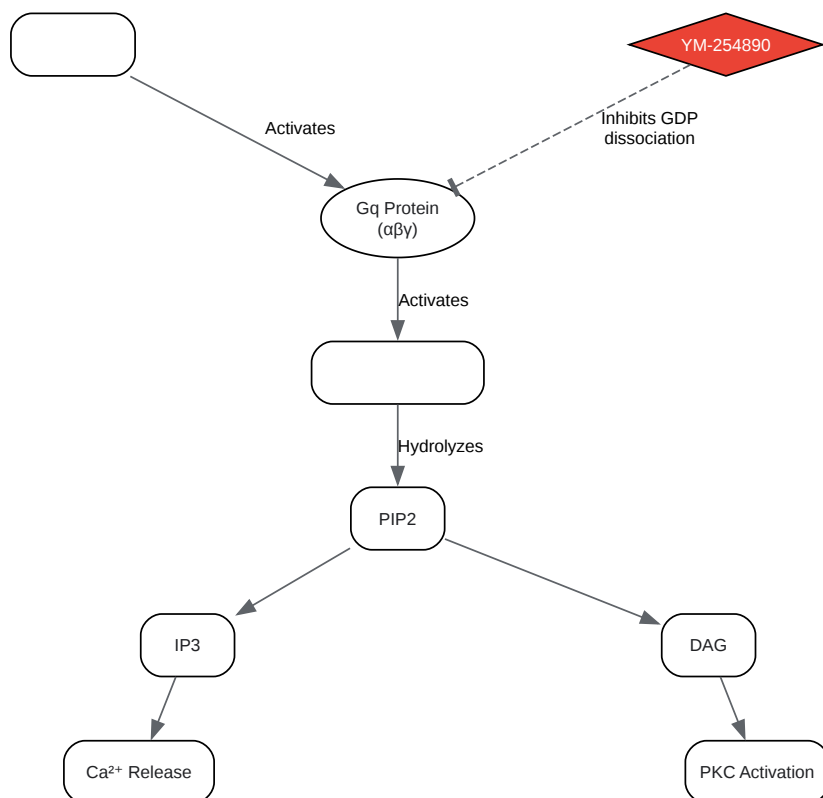 YM-254890
Activates
Inhibits GDP
dissociation
Gq Protein
(αβγ)
Activates
Hydrolyzes
PIP2
IP3
DAG
Ca²⁺ Release
PKC Activation